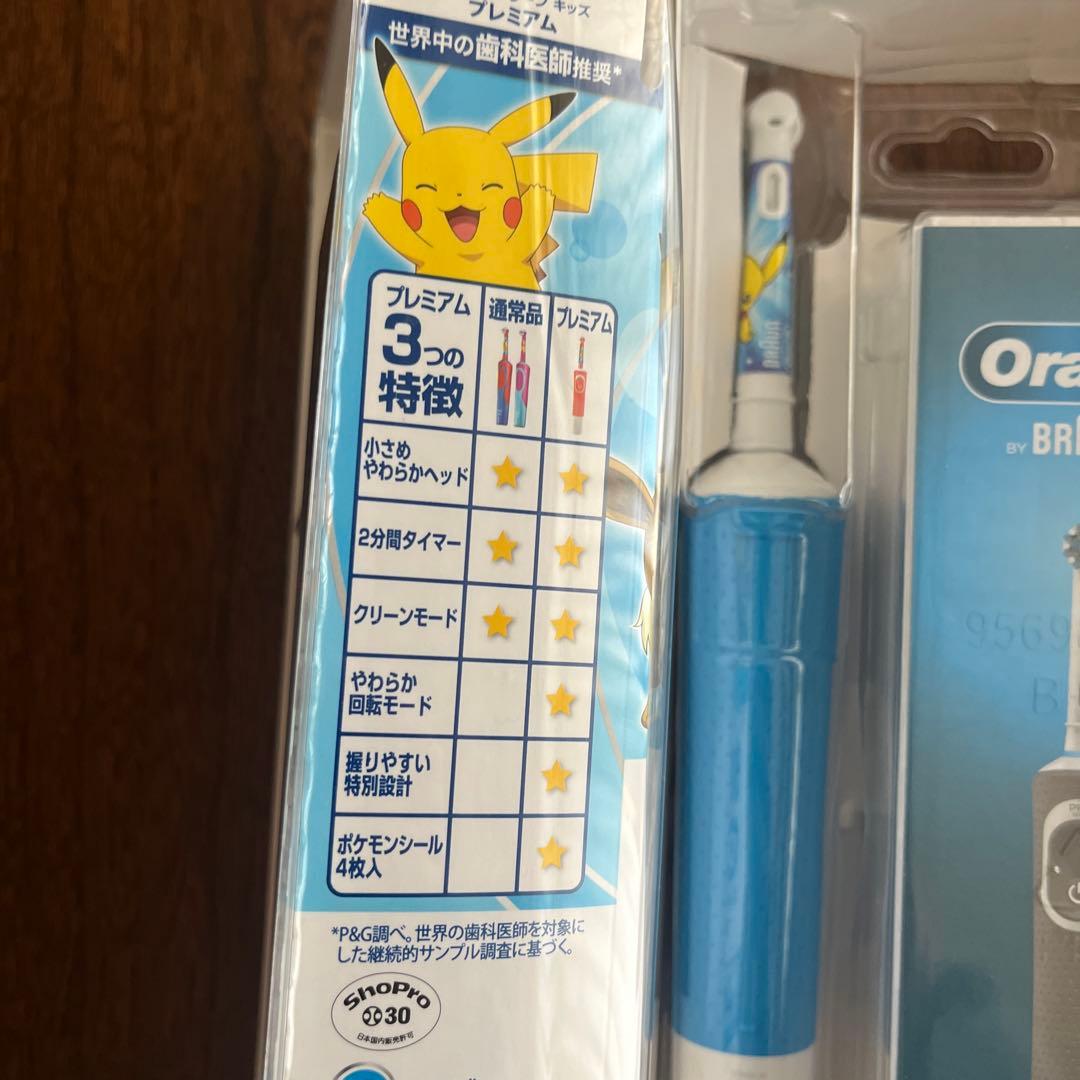 キッズ
プレミアム
世界中の歯科医師推奨*
プレミアム
3つの
特徴
通常品
プレミアム
小さめ
やわらかヘッド
2分間タイマー
クリーンモード
やわらか
回転モード
握りやすい
特別設計
ポケモンシール
4枚入
*P&G調べ。世界の歯科医師を対象に
した継続的サンプル調査に基づく。
ShoPro
30
日本国内販売許可
BRAUN
Ora
BY BR
9569
B